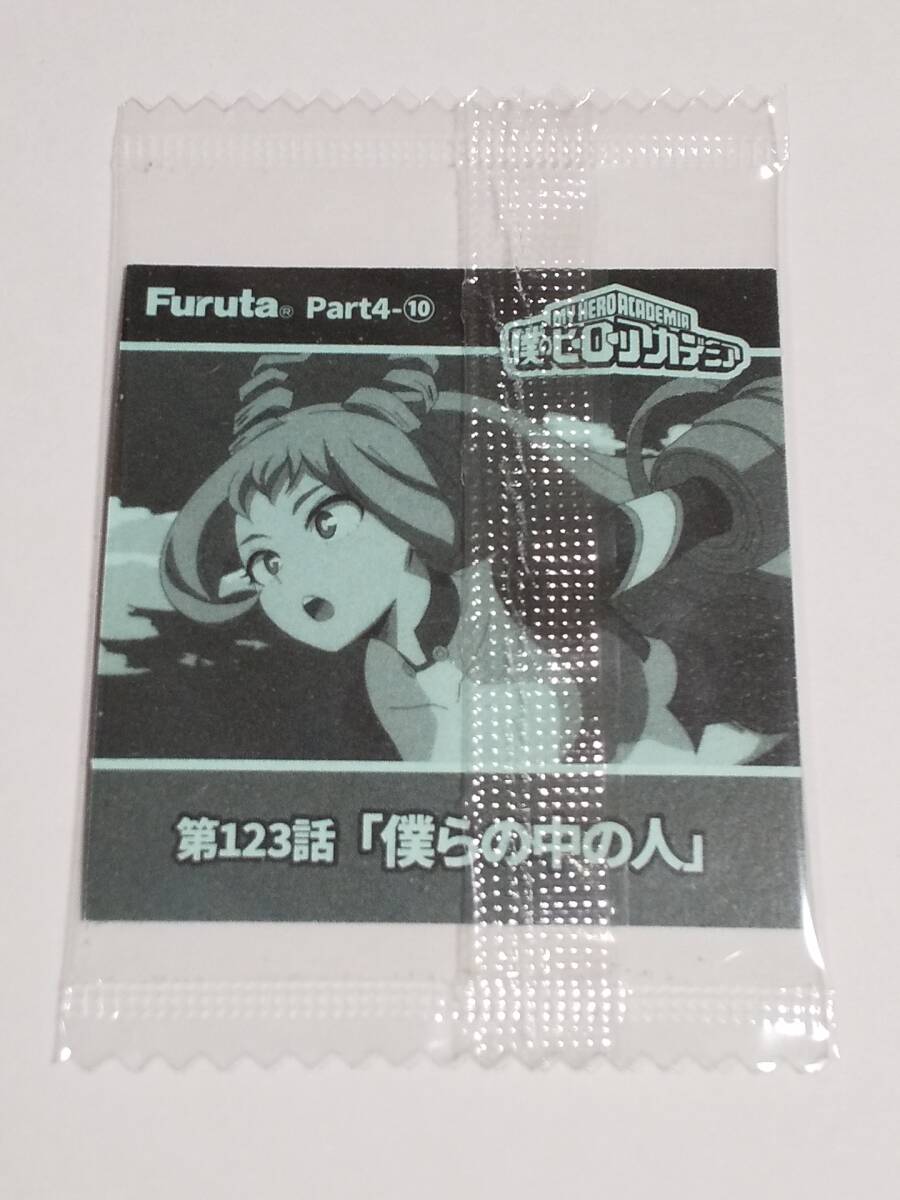 Furuta® Part4-⑩
MY HERO ACADEMIA
僕のヒーローアカデミア
第123話「僕らの中の人」